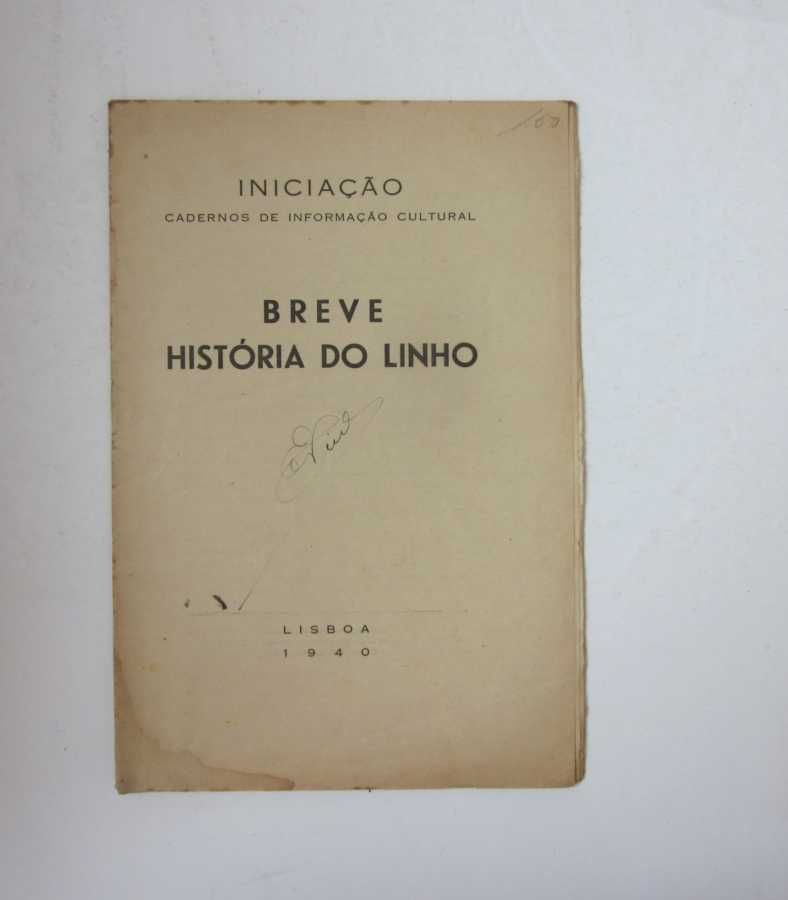 INICIAÇÃO
CADERNOS DE INFORMAÇÃO CULTURAL
BREVE
HISTÓRIA DO LINHO
LISBOA
1940